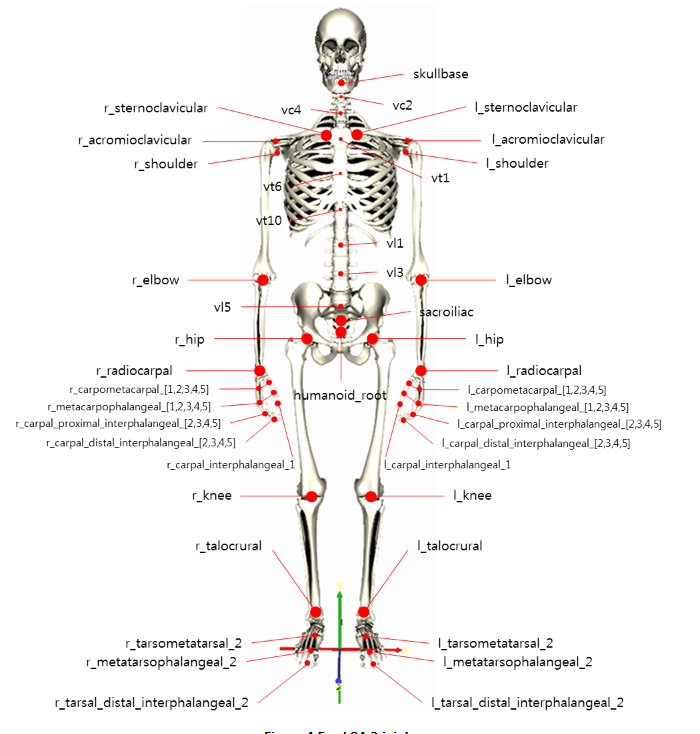 skullbase
vc2
vc4
r_sternoclavicular
l_sternoclavicular
r_acromioclavicular
l_acromioclavicular
r_shoulder
l_shoulder
vt1
vt6
vt10
vl1
vl3
r_elbow
l_elbow
vl5
sacroiliac
r_hip
l_hip
r_radiocarpal
l_radiocarpal
r_carpometacarpal_[1,2,3,4,5]
l_carpometacarpal_[1,2,3,4,5]
humanoid_root
r_metacarpophalangeal_[1,2,3,4,5]
l_metacarpophalangeal_[1,2,3,4,5]
r_carpal_proximal_interphalangeal_[2,3,4,5]
l_carpal_proximal_interphalangeal_[2,3,4,5]
r_carpal_distal_interphalangeal_[2,3,4,5]
l_carpal_distal_interphalangeal_[2,3,4,5]
r_carpal_interphalangeal_1
l_carpal_interphalangeal_1
r_knee
l_knee
r_talocrural
l_talocrural
Y
r_tarsometatarsal_2
l_tarsometatarsal_2
X
r_metatarsophalangeal_2
l_metatarsophalangeal_2
r_tarsal_distal_interphalangeal_2
l_tarsal_distal_interphalangeal_2